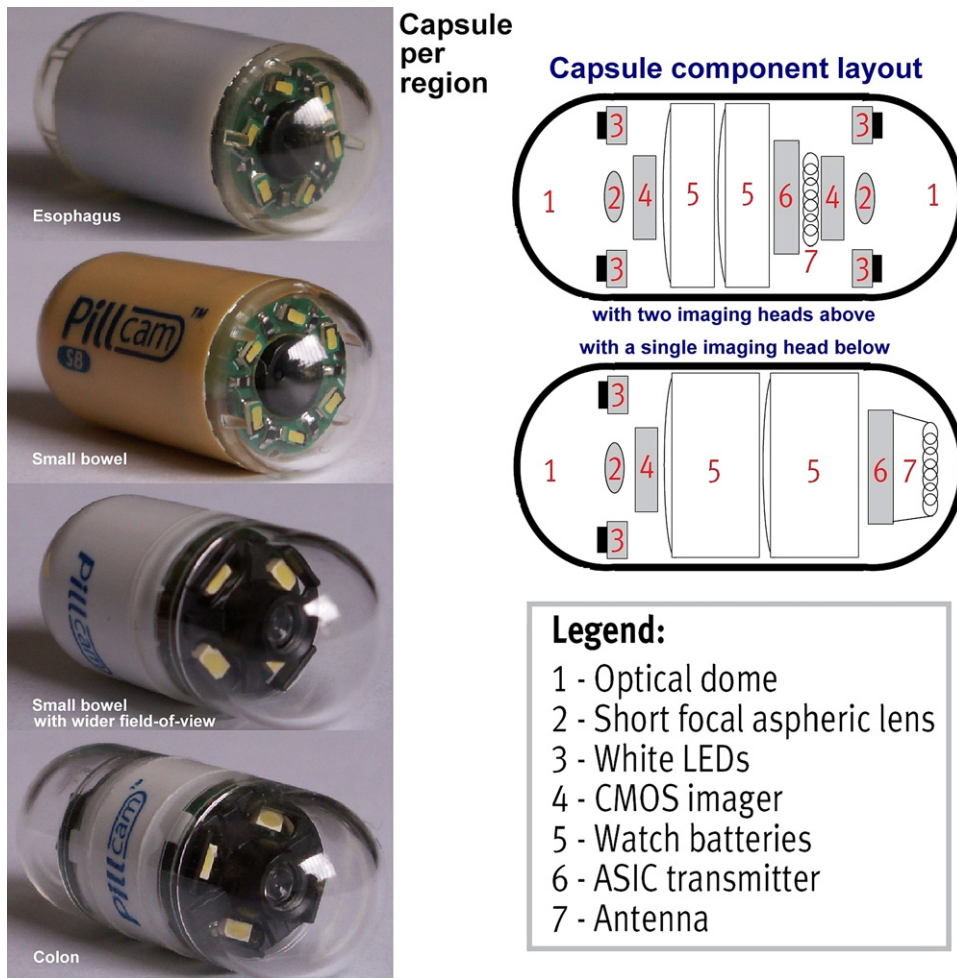 Capsule
per
region
Esophagus
PillCam™
SB
Small bowel
PillCam
Small bowel
with wider field-of-view
PillCam™
Colon
Capsule component layout
3 3
1 2 4 5 5 6 4 2 1
7
3 3
with two imaging heads above
with a single imaging head below
3
1 2 4 5 5 6 7
3
Legend:
1 - Optical dome
2 - Short focal aspheric lens
3 - White LEDs
4 - CMOS imager
5 - Watch batteries
6 - ASIC transmitter
7 - Antenna